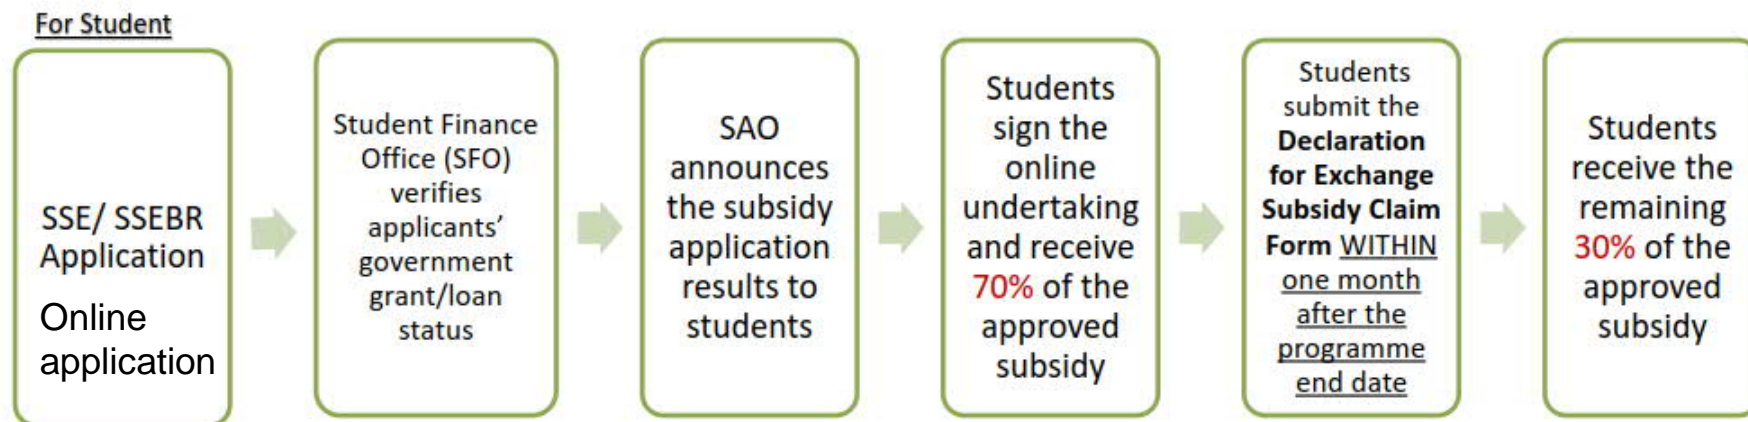 For Student
SSE/ SSEBR
Application
Online
application
Student Finance
Office (SFO)
verifies
applicants’
government
grant/loan
status
SAO
announces
the subsidy
application
results to
students
Students
sign the
online
undertaking
and receive
70% of the
approved
subsidy
Students
submit the
Declaration
for Exchange
Subsidy Claim
Form WITHIN
one month
after the
programme
end date
Students
receive the
remaining
30% of the
approved
subsidy